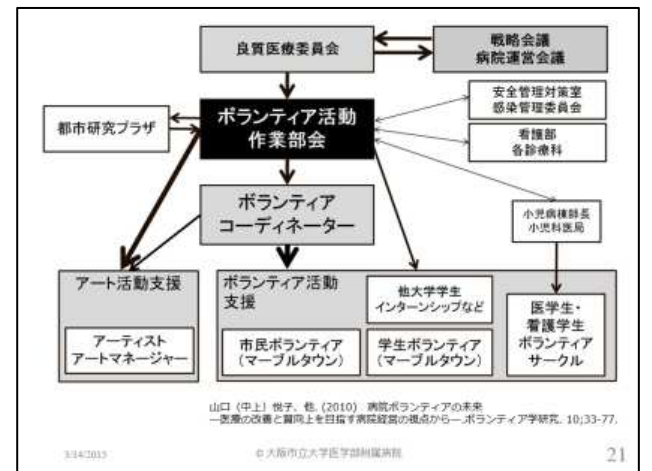 良質医療委員会
戦略会議
病院運営会議
都市研究プラザ
ボランティア活動
作業部会
安全管理対策室
感染管理委員会
看護部
各診療科
ボランティア
コーディネーター
小児病棟師長
小児科医局
アート活動支援
アーティスト
アートマネージャー
ボランティア活動
支援
他大学学生
インターンシップなど
市民ボランティア
（マーブルタウン）
学生ボランティア
（マーブルタウン）
医学生・
看護学生
ボランティア
サークル
山口（中上）悦子、他. (2010) 病院ボランティアの未来
―医療の改善と質向上を目指す病院経営の視点から―.ボランティア学研究. 10;33-77.
3/14/2015
© 大阪市立大学医学部附属病院
21